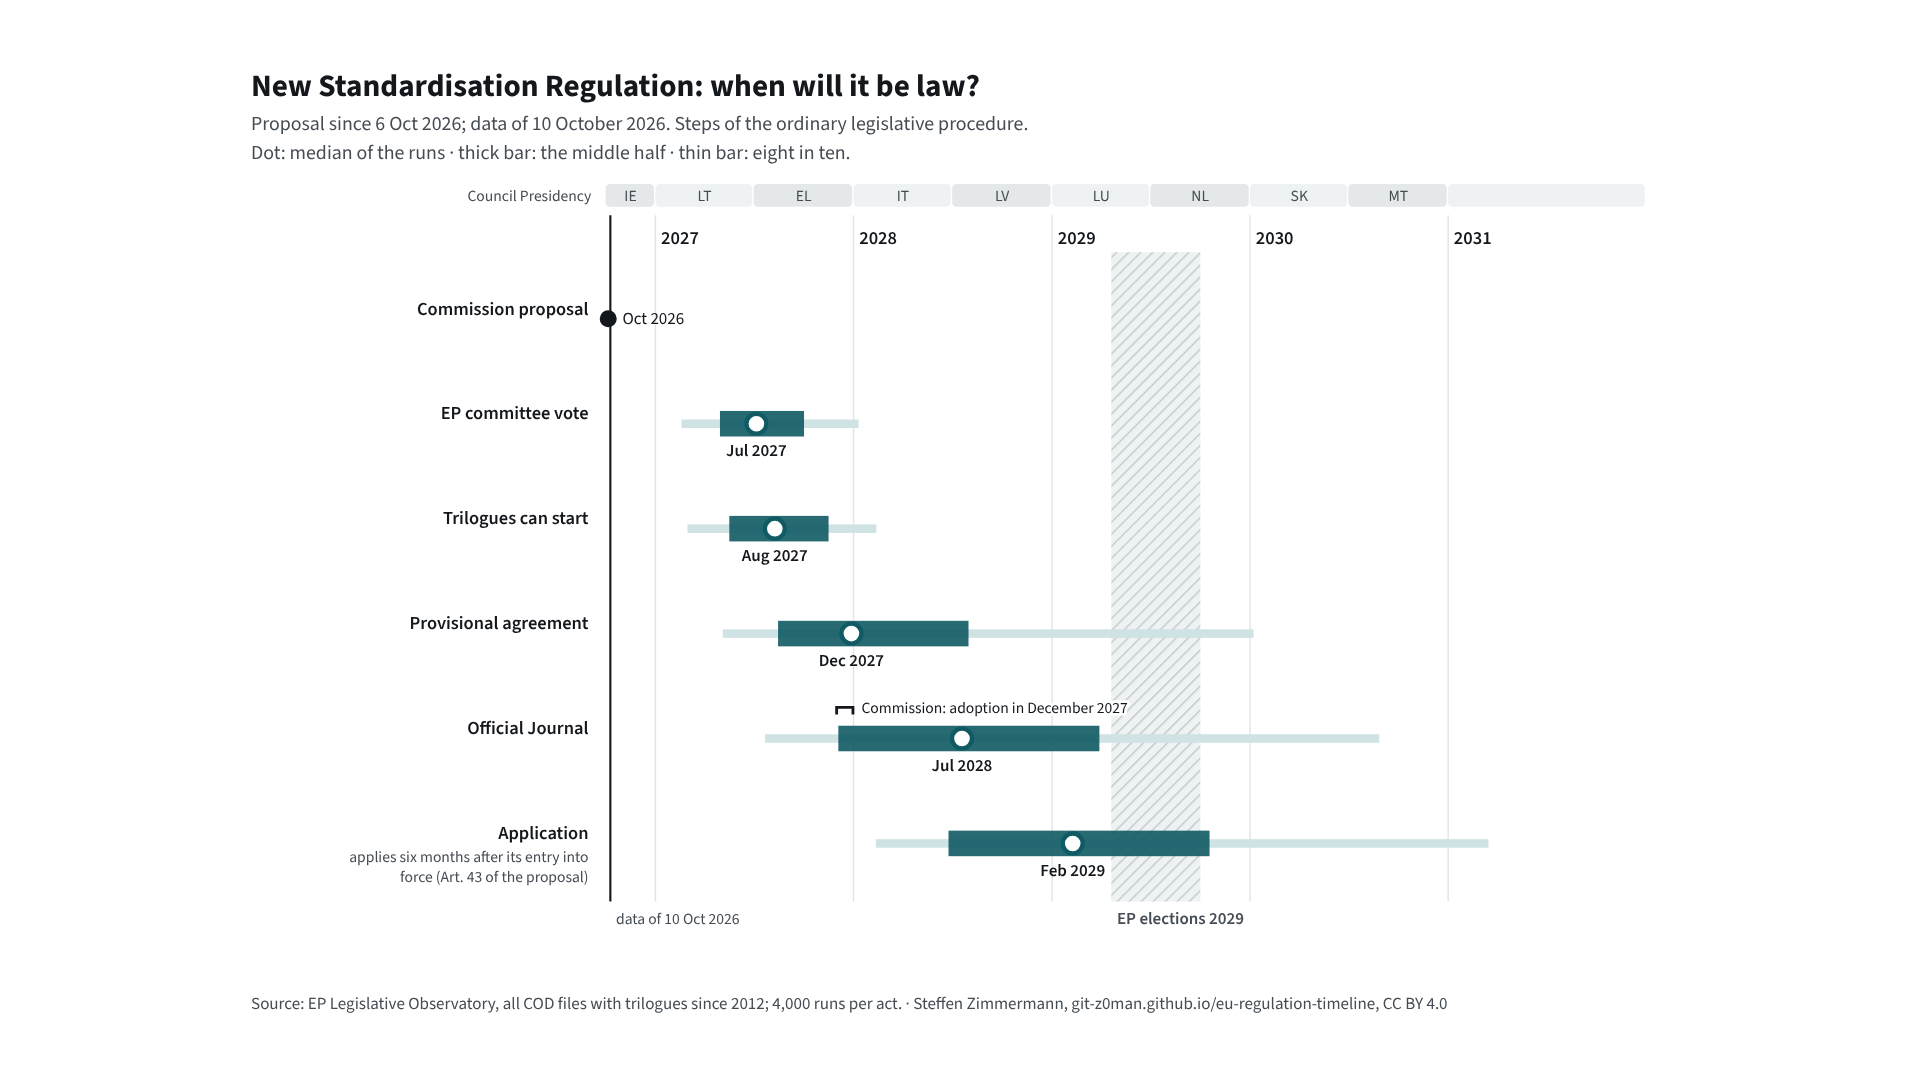 New Standardisation Regulation: when will it be law?
Proposal since 6 Oct 2026; data of 10 October 2026. Steps of the ordinary legislative procedure.
Dot: median of the runs · thick bar: the middle half · thin bar: eight in ten.
Council Presidency IE LT EL IT LV LU NL SK MT
2027 2028 2029 2030 2031
Commission proposal
Oct 2026
EP committee vote
Jul 2027
Trilogues can start
Aug 2027
Provisional agreement
Dec 2027
Commission: adoption in December 2027
Official Journal
Jul 2028
Application
applies six months after its entry into
force (Art. 43 of the proposal)
Feb 2029
data of 10 Oct 2026
EP elections 2029
Source: EP Legislative Observatory, all COD files with trilogues since 2012; 4,000 runs per act. · Steffen Zimmermann, git-z0man.github.io/eu-regulation-timeline, CC BY 4.0